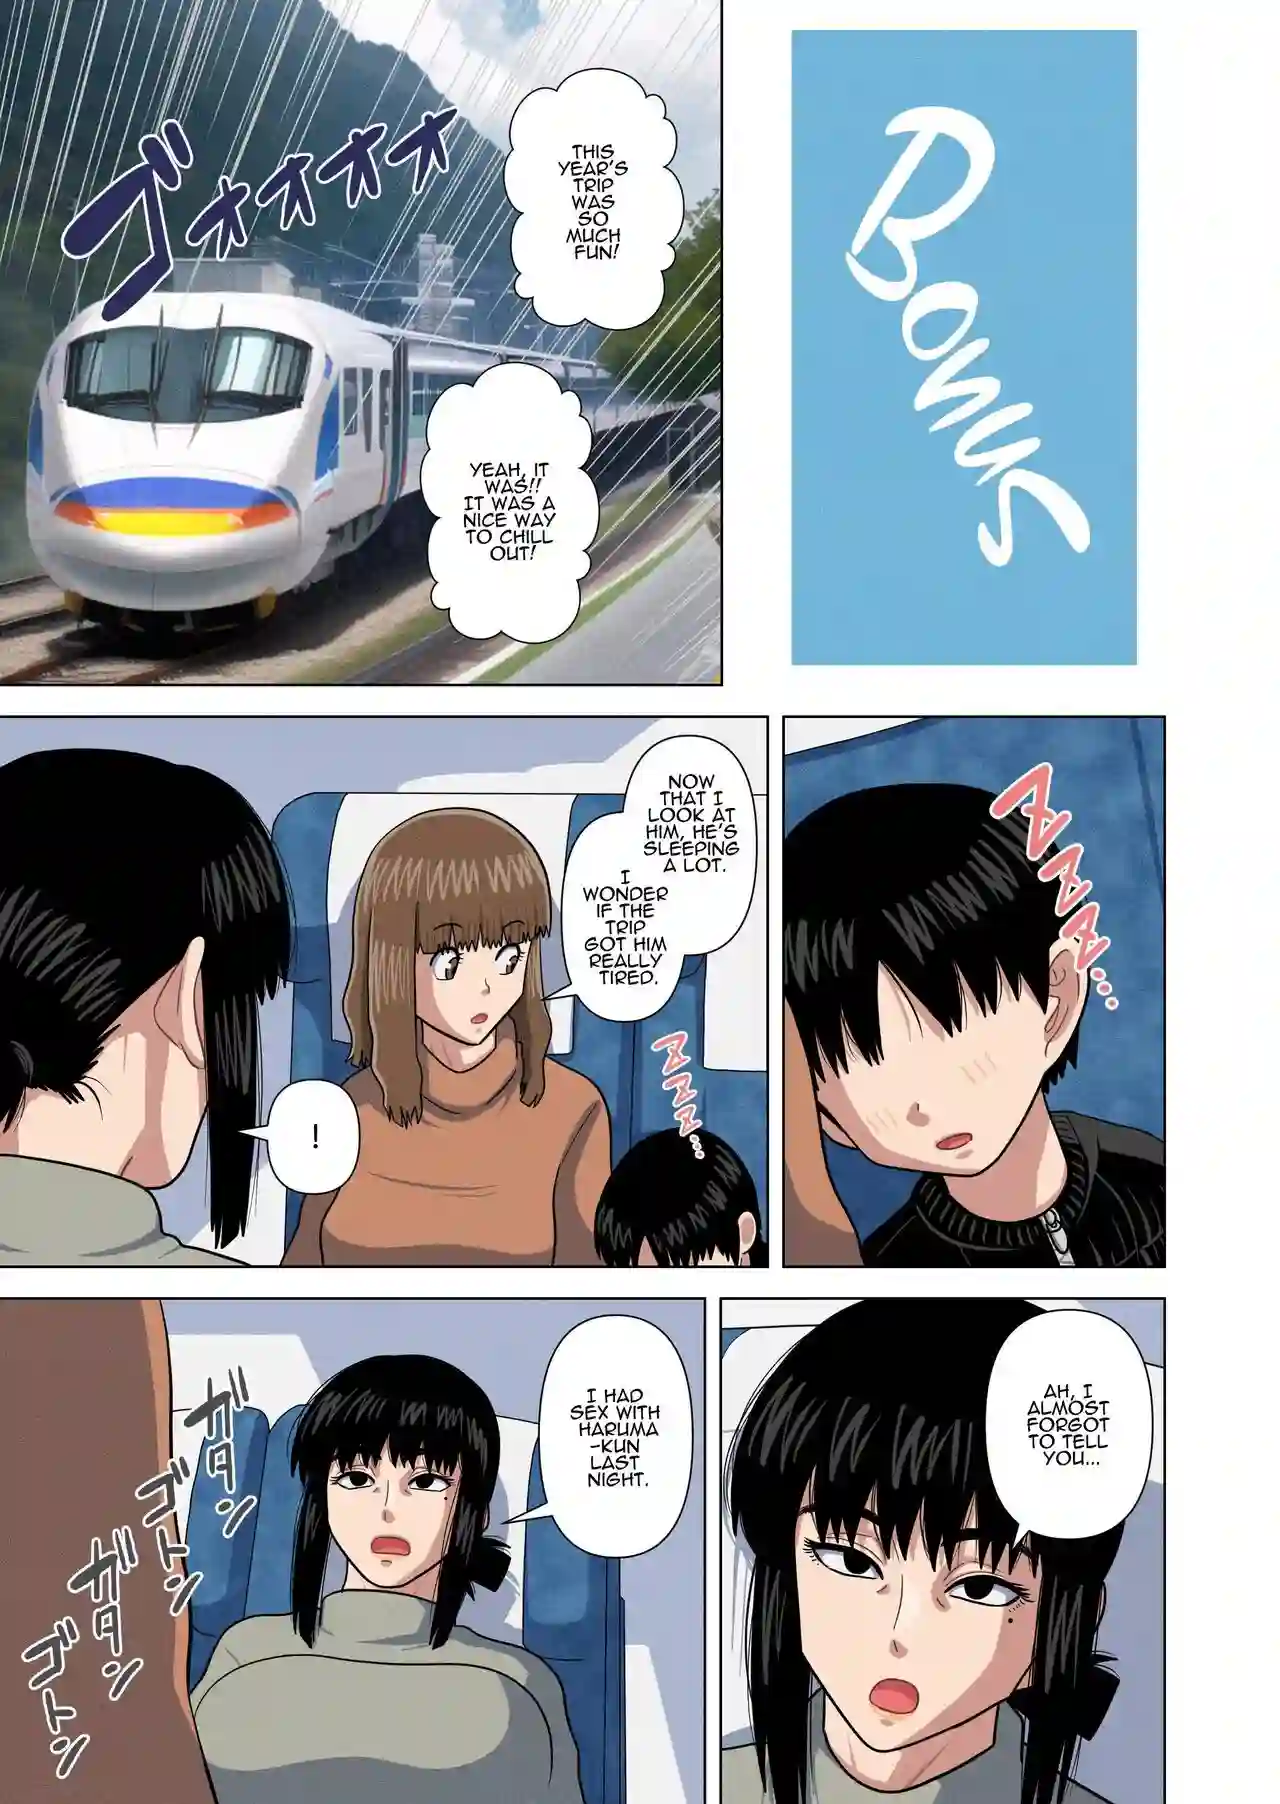 Bonus
THIS
YEAR'S
TRIP
WAS
SO
MUCH
FUN!
ゴオオオオ
YEAH, IT
WAS!!
IT WAS A
NICE WAY
TO CHILL
OUT!
ZZZZ...
NOW
THAT I
LOOK AT
HIM, HE'S
SLEEPING
A LOT.
I
WONDER
IF THE
TRIP
GOT HIM
REALLY
TIRED.
ZZZ...
!
AH, I
ALMOST
FORGOT
TO TELL
YOU...
I HAD
SEX WITH
HARUMA
-KUN
LAST
NIGHT.
ガタン
ゴトン
ガタン
ゴトン